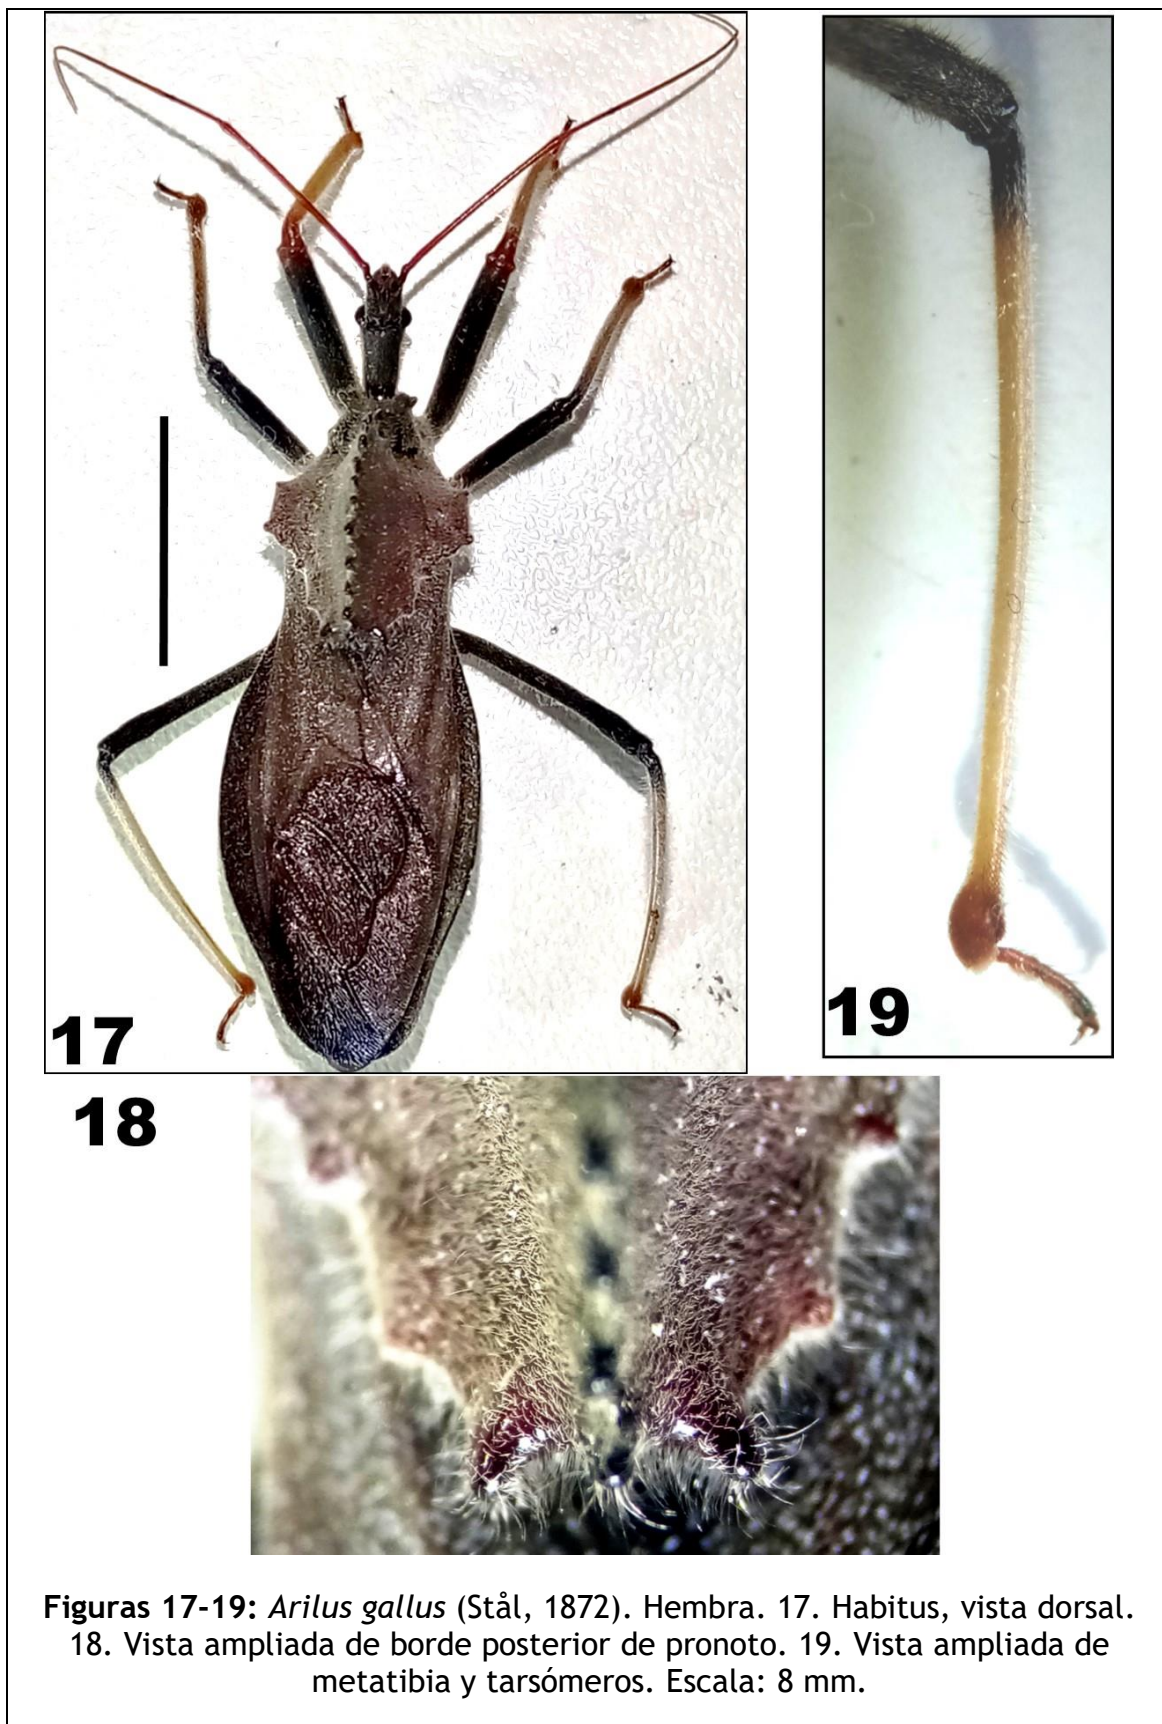 17
19
18
Figuras 17-19: Arilus gallus (Stål, 1872). Hembra. 17. Habitus, vista dorsal.
18. Vista ampliada de borde posterior de pronoto. 19. Vista ampliada de
metatibia y tarsómeros. Escala: 8 mm.